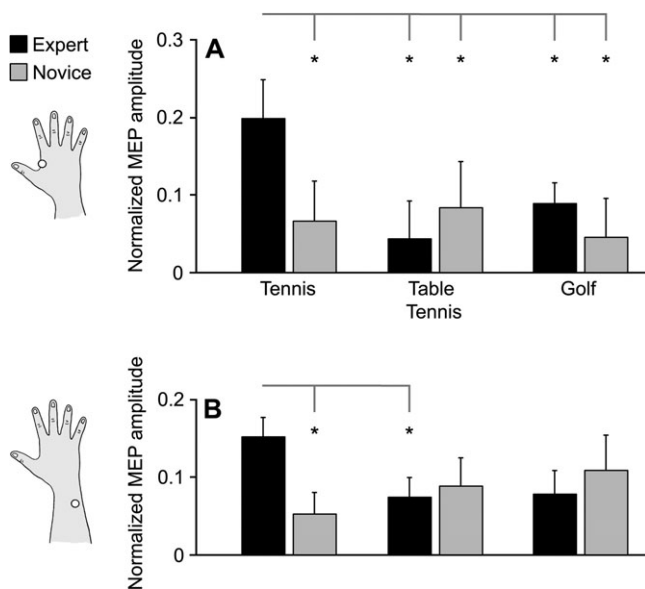 Expert
Novice
A
Normalized MEP amplitude
0.3
0.2
0.1
0
* * * * *
Tennis Table Tennis Golf
B
Normalized MEP amplitude
0.2
0.1
0
* *